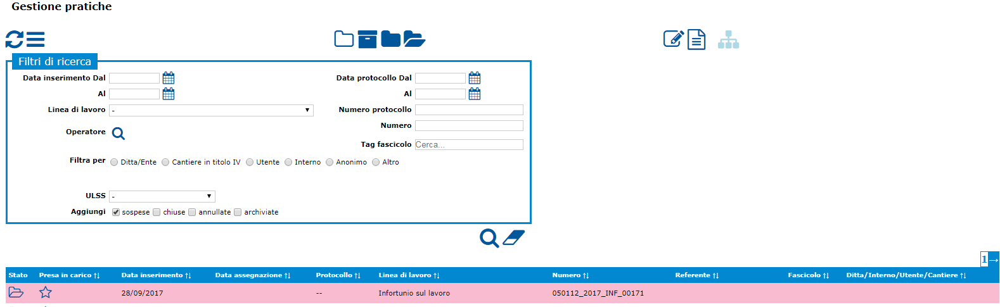 Gestione pratiche
Filtri di ricerca
Data inserimento Dal
Data protocollo Dal
Al
Al
Linea di lavoro -
Numero protocollo
Numero
Operatore
Tag fascicolo Cerca...
Filtra per Ditta/Ente Cantiere in titolo IV Utente Interno Anonimo Altro
ULSS -
Aggiungi sospese chiuse annullate archiviate
1→
Stato Presa in carico ↑↓ Data inserimento ↑↓ Data assegnazione ↑↓ Protocollo ↑↓ Linea di lavoro ↑↓ Numero ↑↓ Referente ↑↓ Fascicolo ↑↓ Ditta/Interno/Utente/Cantiere ↑↓
28/09/2017 -- Infortunio sul lavoro 050112_2017_INF_00171